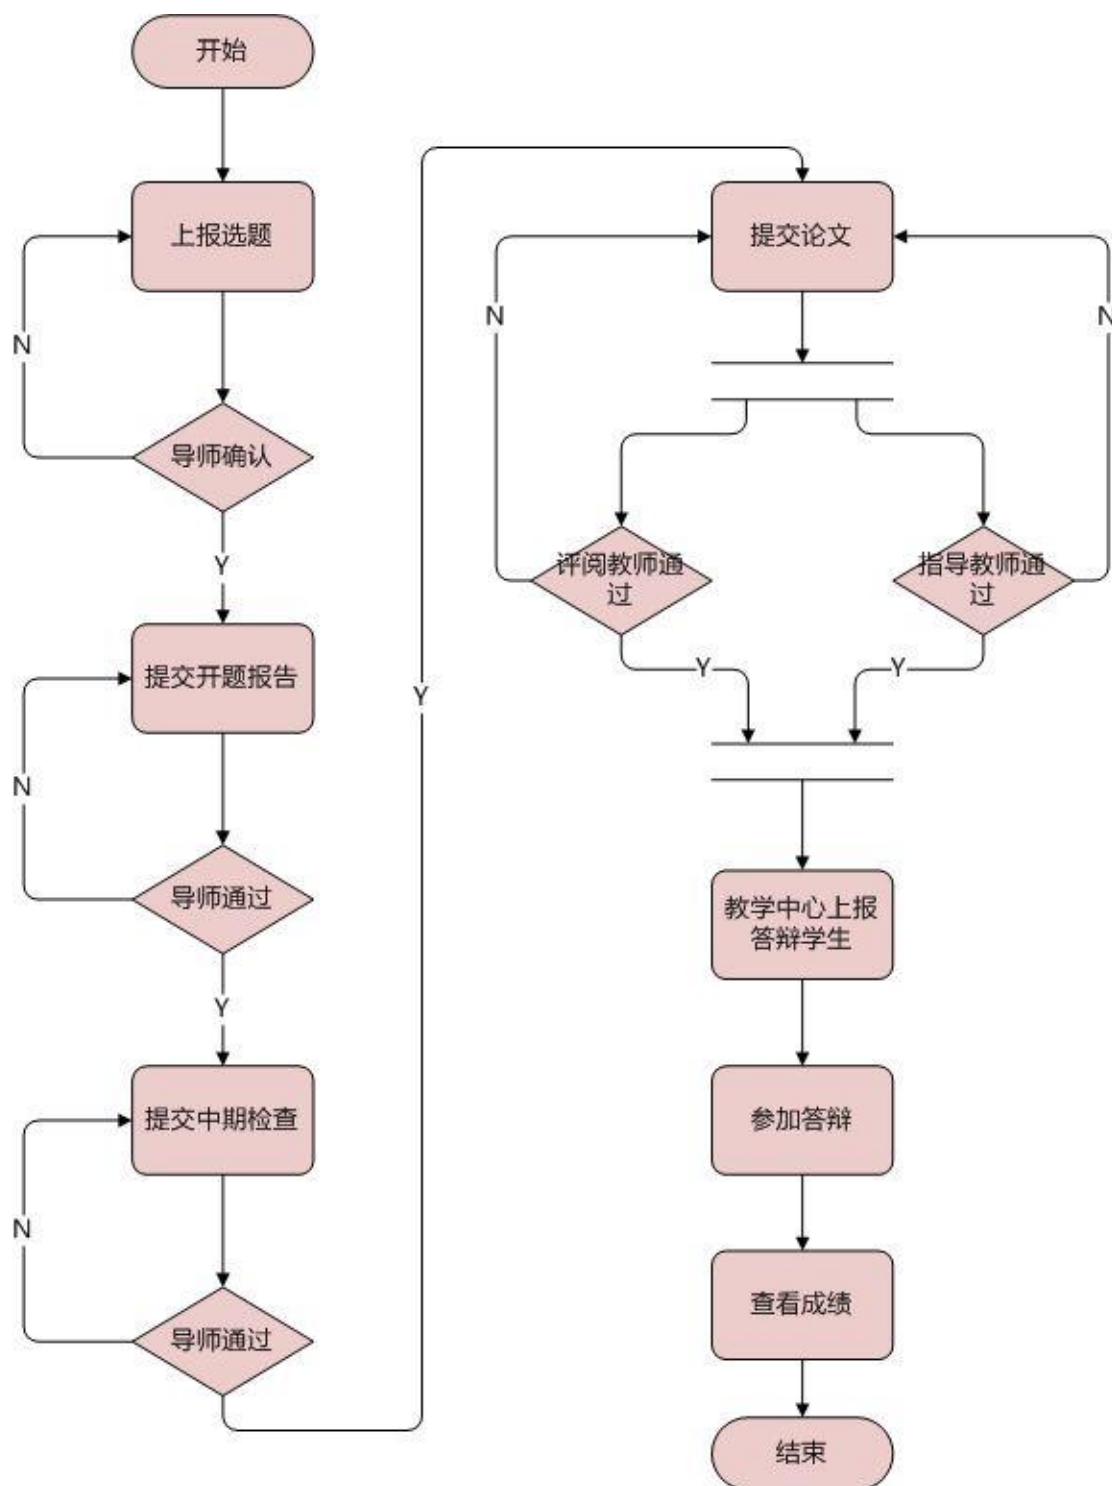 开始
上报选题
N
导师确认
Y
提交开题报告
N
导师通过
Y
提交中期检查
N
导师通过
Y
提交论文
N
N
评阅教师通
过
指导教师通
过
Y
Y
教学中心上报
答辩学生
参加答辩
查看成绩
结束